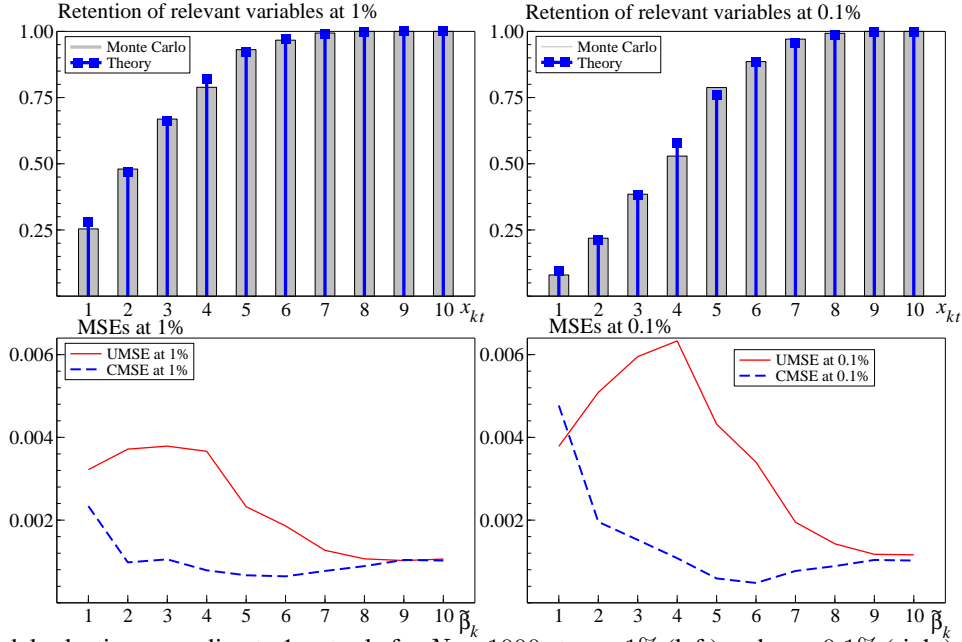 Retention of relevant variables at 1%
1.00
Monte Carlo
Theory
0.75
0.50
0.25
1 2 3 4 5 6 7 8 9 10 x_kt
Retention of relevant variables at 0.1%
1.00
Monte Carlo
Theory
0.75
0.50
0.25
1 2 3 4 5 6 7 8 9 10 x_kt
MSEs at 1%
0.006
UMSE at 1%
CMSE at 1%
0.004
0.002
1 2 3 4 5 6 7 8 9 10 β̃_k
MSEs at 0.1%
0.006
UMSE at 0.1%
CMSE at 0.1%
0.004
0.002
1 2 3 4 5 6 7 8 9 10 β̃_k